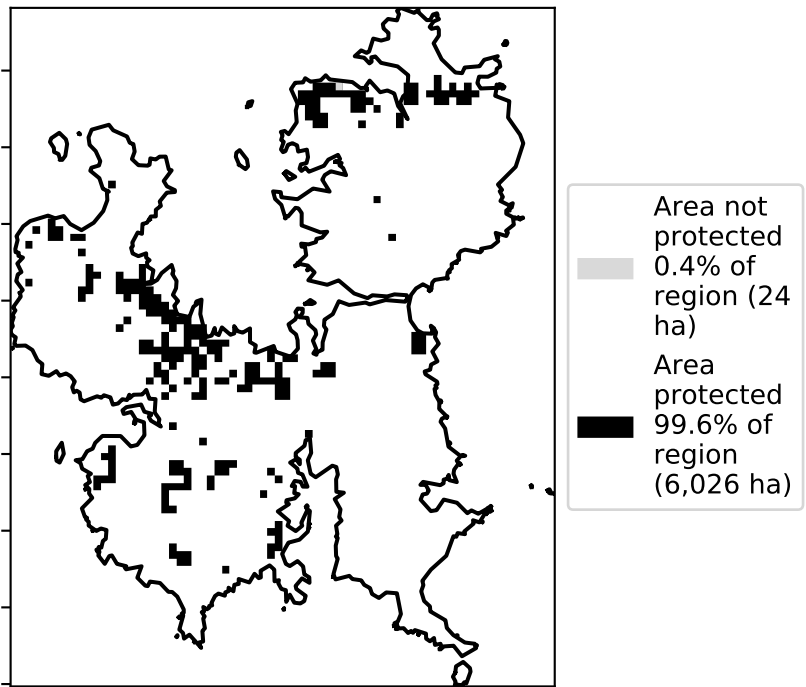 Area not
protected
0.4% of
region (24
ha)
Area
protected
99.6% of
region
(6,026 ha)